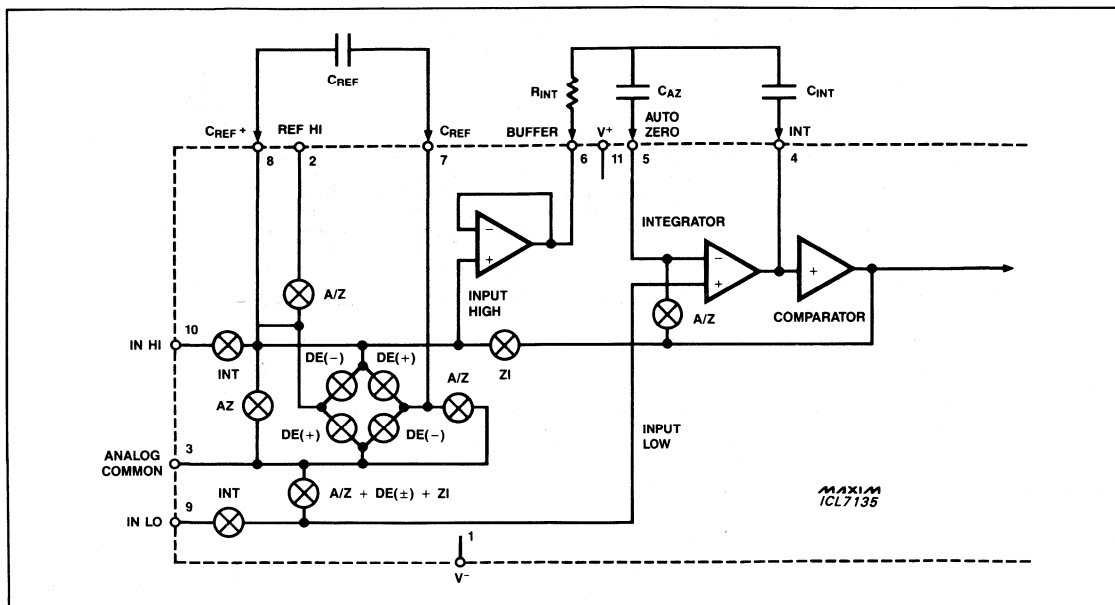 CREF
RINT
CAZ
CINT
CREF+
REF HI
CREF
BUFFER
V+
AUTO
ZERO
INT
8
2
7
6
11
5
4
INTEGRATOR
−
+
INPUT
HIGH
−
+
+
COMPARATOR
A/Z
A/Z
10
IN HI
INT
DE(−)
DE(+)
A/Z
ZI
AZ
DE(+)
DE(−)
INPUT
LOW
3
ANALOG
COMMON
INT
A/Z + DE(±) + ZI
9
IN LO
MAXIM
ICL7135
1
V−